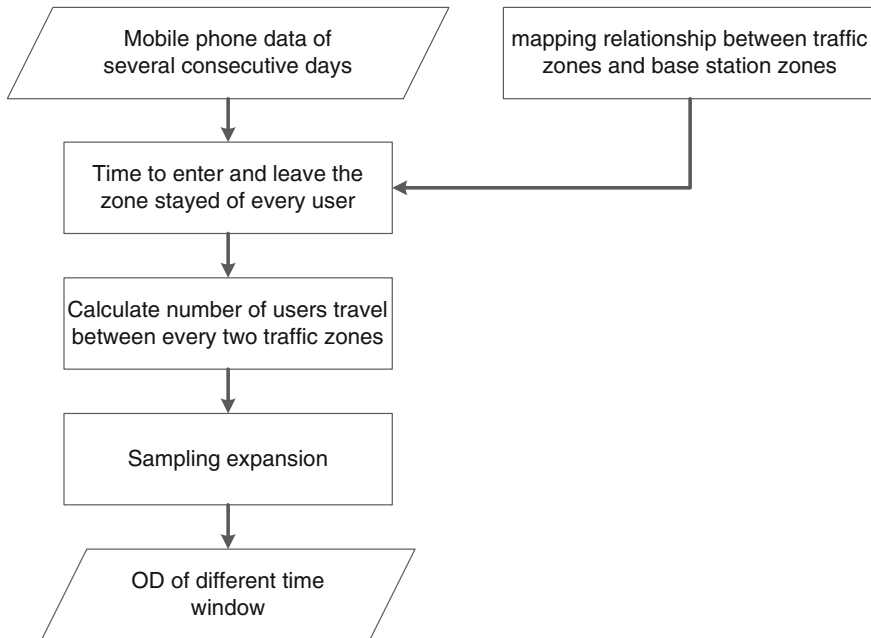 Mobile phone data of
several consecutive days
mapping relationship between traffic
zones and base station zones
Time to enter and leave the
zone stayed of every user
Calculate number of users travel
between every two traffic zones
Sampling expansion
OD of different time
window